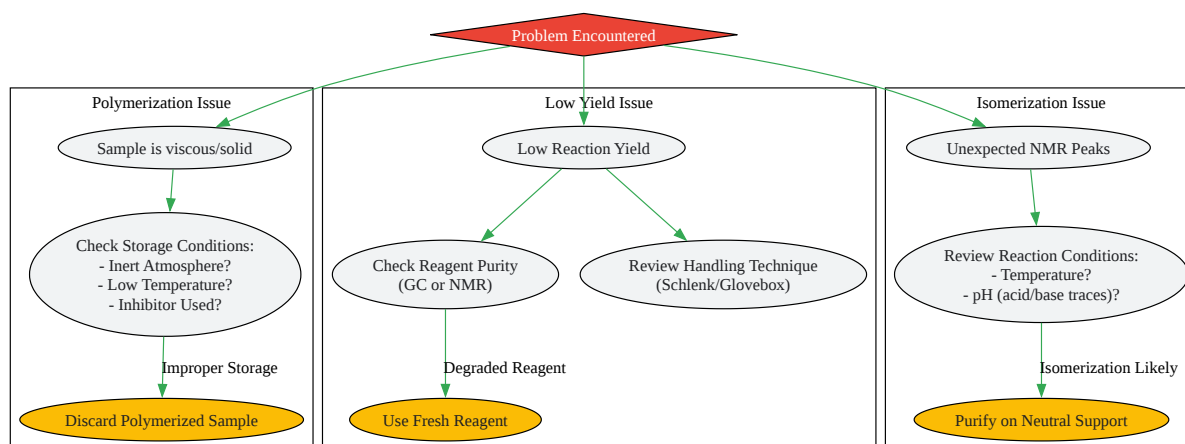 Problem Encountered
Polymerization Issue
Sample is viscous/solid
Check Storage Conditions:
- Inert Atmosphere?
- Low Temperature?
- Inhibitor Used?
Improper Storage
Discard Polymerized Sample
Low Yield Issue
Low Reaction Yield
Check Reagent Purity
(GC or NMR)
Review Handling Technique
(Schlenk/Glovebox)
Degraded Reagent
Use Fresh Reagent
Isomerization Issue
Unexpected NMR Peaks
Review Reaction Conditions:
- Temperature?
- pH (acid/base traces)?
Isomerization Likely
Purify on Neutral Support